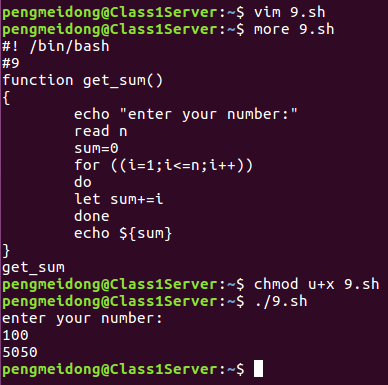 pengmeidong@Class1Server:~$ vim 9.sh
pengmeidong@Class1Server:~$ more 9.sh
#! /bin/bash
#9
function get_sum()
{
        echo "enter your number:"
        read n
        sum=0
        for ((i=1;i<=n;i++))
        do
        let sum+=i
        done
        echo ${sum}
}
get_sum
pengmeidong@Class1Server:~$ chmod u+x 9.sh
pengmeidong@Class1Server:~$ ./9.sh
enter your number:
100
5050
pengmeidong@Class1Server:~$